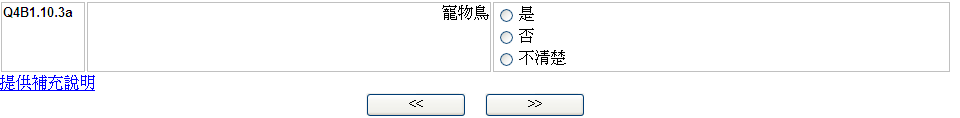 Q4B1.10.3a 寵物鳥 是
否
不清楚
提供補充說明
<< >>